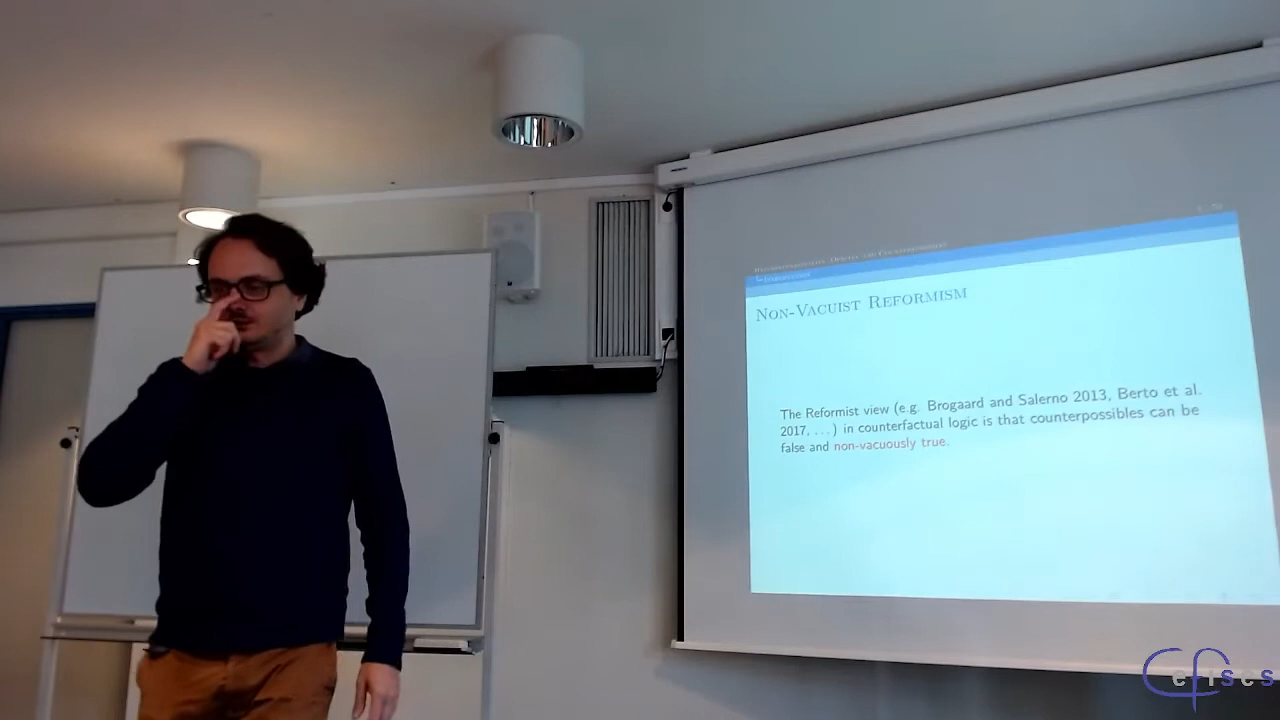 Non-Vacuist Reformism
The Reformist view (e.g. Brogaard and Salerno 2013, Berto et al.
2017, ...) in counterfactual logic is that counterpossibles can be
false and non-vacuously true.
Cefises